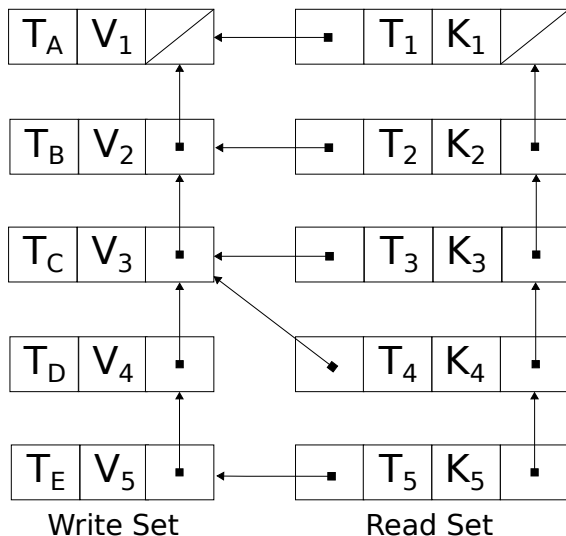 T_A V_1 T_1 K_1
T_B V_2 T_2 K_2
T_C V_3 T_3 K_3
T_D V_4 T_4 K_4
T_E V_5 T_5 K_5
Write Set Read Set